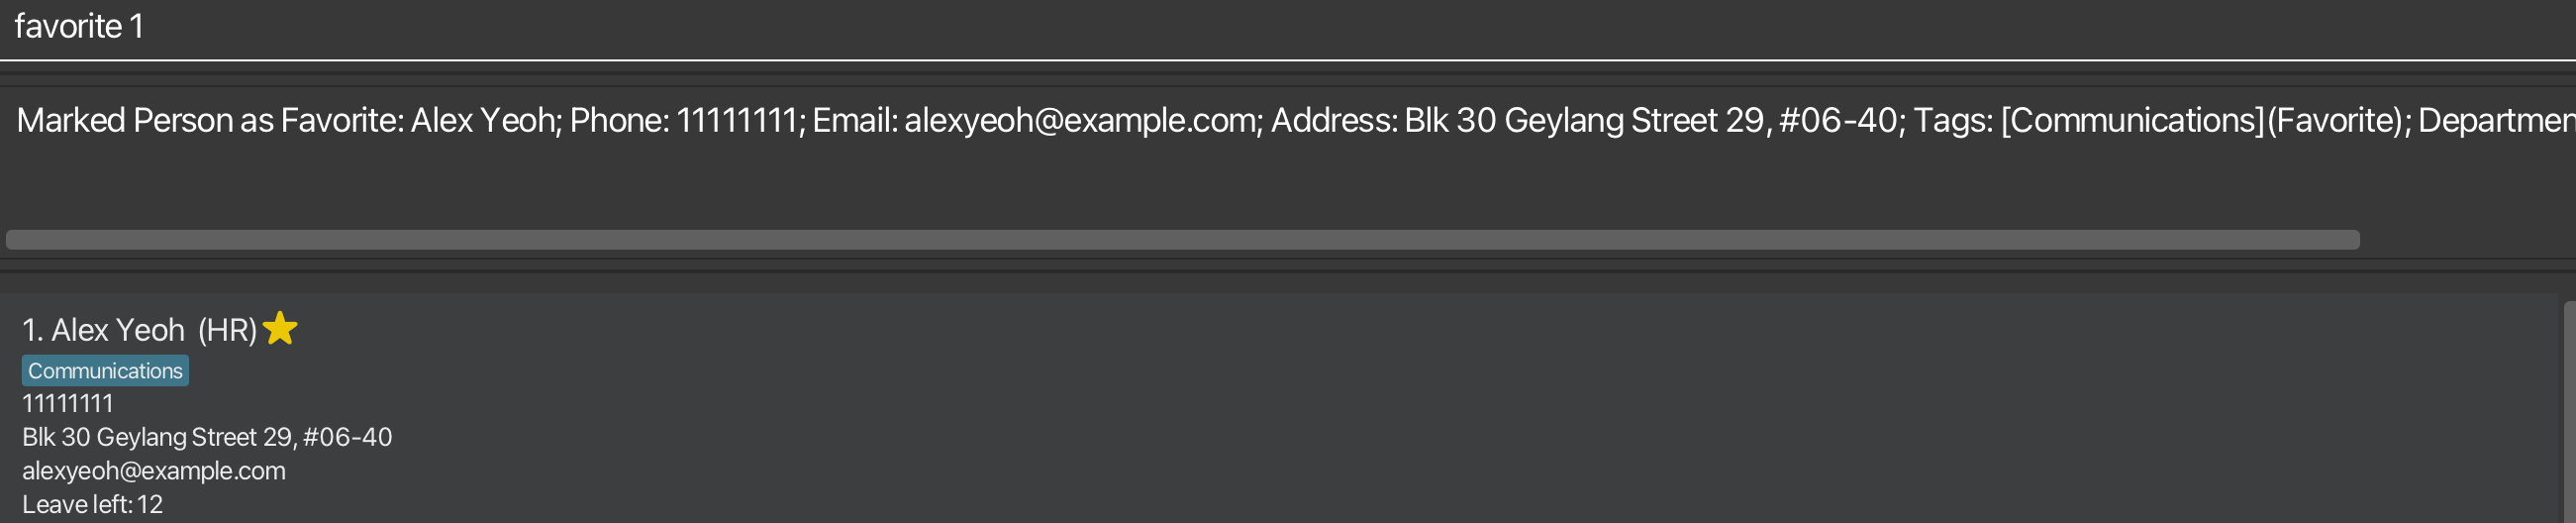 favorite 1
Marked Person as Favorite: Alex Yeoh; Phone: 11111111; Email: alexyeoh@example.com; Address: Blk 30 Geylang Street 29, #06-40; Tags: [Communications](Favorite); Departmen
1. Alex Yeoh (HR)
Communications
11111111
Blk 30 Geylang Street 29, #06-40
alexyeoh@example.com
Leave left: 12